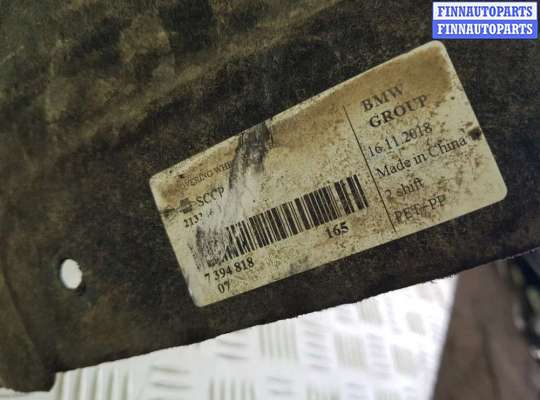 FINNAUTOPARTS
FINNAUTOPARTS
SCCP
7 394 818
165
07
BMW
GROUP
16.11.2018
Made in China
2 shift
PET+PP